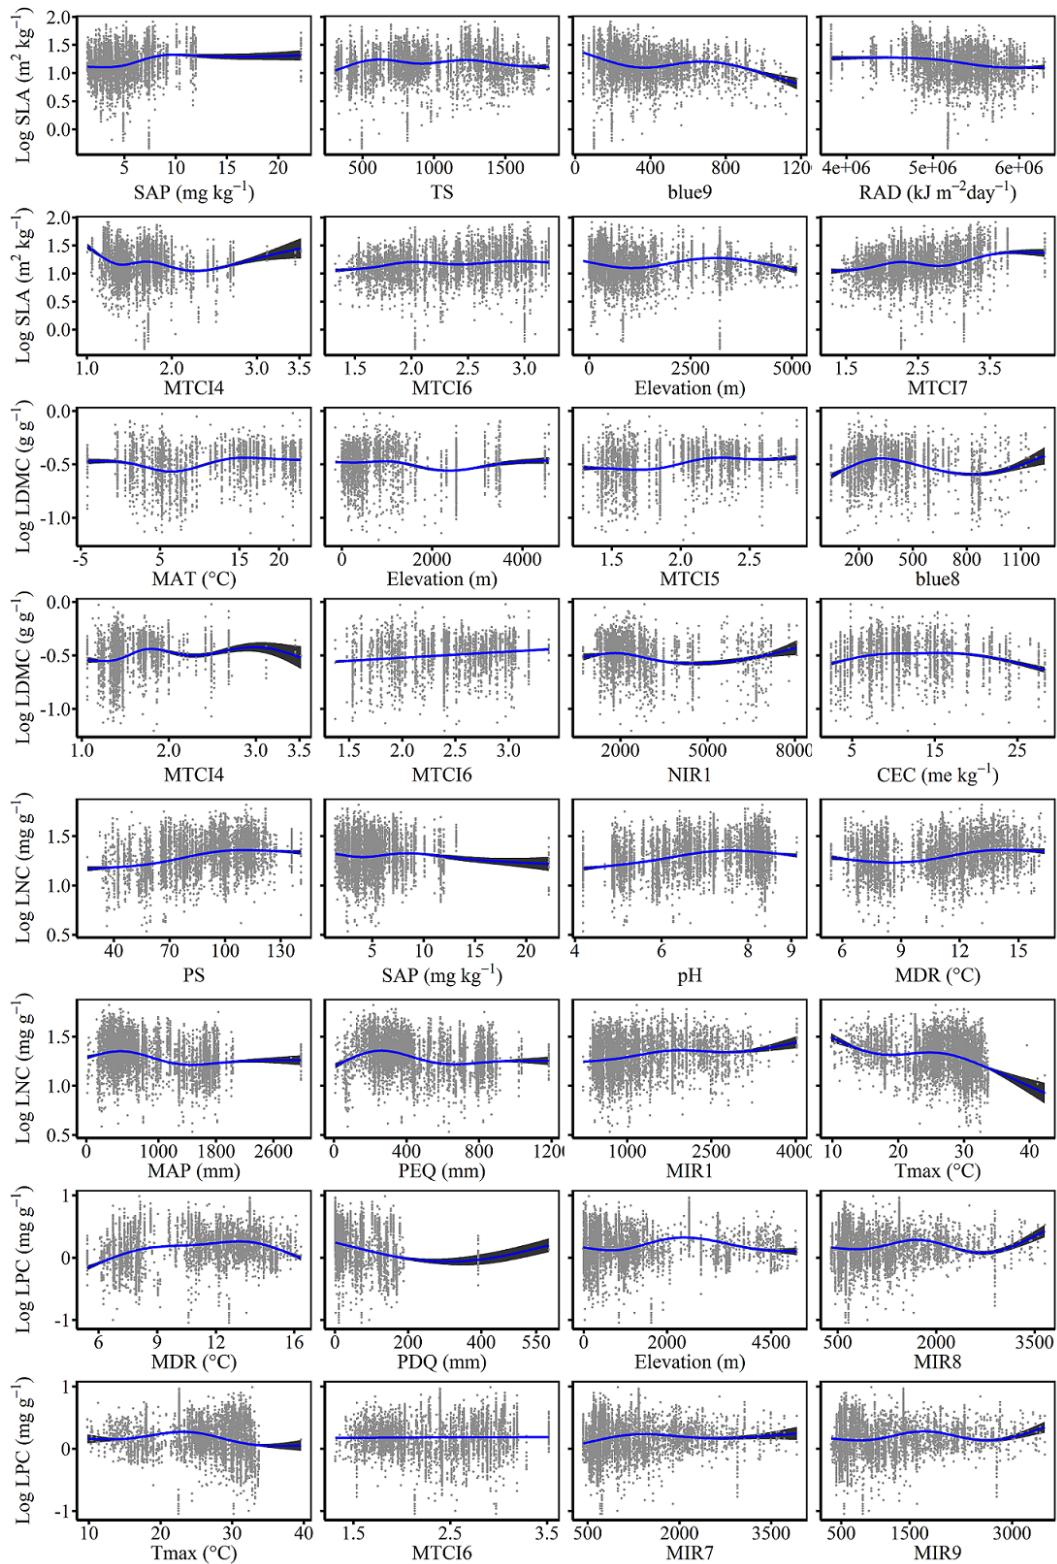 Log SLA (m² kg⁻¹)
2.0
1.5
1.0
0.5
0.0
5 10 15 20
SAP (mg kg⁻¹)
500 1000 1500
TS
0 400 800 120
blue9
4e+06 5e+06 6e+06
RAD (kJ m⁻²day⁻¹)
Log SLA (m² kg⁻¹)
2.0
1.5
1.0
0.5
0.0
1.0 2.0 3.0 3.5
MTCI4
1.0 1.5 2.0 2.5 3.0
MTCI6
0 2500 5000
Elevation (m)
1.5 2.5 3.5
MTCI7
Log LDMC (g g⁻¹)
0.0
-0.5
-1.0
-5 5 15 20
MAT (°C)
0 2000 4000
Elevation (m)
1.5 2.0 2.5
MTCI5
200 500 800 1100
blue8
Log LDMC (g g⁻¹)
0.0
-0.5
-1.0
1.0 2.0 3.0 3.5
MTCI4
1.5 2.0 2.5 3.0
MTCI6
2000 5000 8000
NIR1
5 15 25
CEC (me kg⁻¹)
Log LNC (mg g⁻¹)
1.5
1.0
0.5
40 70 100 130
PS
5 10 15 20
SAP (mg kg⁻¹)
4 6 8 9
pH
6 9 12 15
MDR (°C)
Log LNC (mg g⁻¹)
1.5
1.0
0.5
0 1000 1800 2600
MAP (mm)
0 400 800 120
PEQ (mm)
1000 2500 4000
MIR1
10 20 30 40
Tmax (°C)
Log LPC (mg g⁻¹)
1
0
-1
6 9 12 16
MDR (°C)
0 200 400 550
PDQ (mm)
0 2000 4500
Elevation (m)
500 2000 3500
MIR8
Log LPC (mg g⁻¹)
1
0
-1
10 20 30 40
Tmax (°C)
1.5 2.5 3.5
MTCI6
500 2000 3500
MIR7
500 1500 3000
MIR9